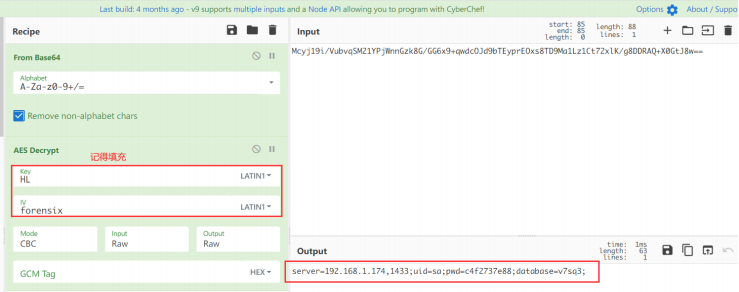 Last build: 4 months ago - v9 supports multiple inputs and a Node API allowing you to program with CyberChef!
Options
About / Suppo
Recipe
From Base64
Alphabet
A-Za-z0-9+/=
Remove non-alphabet chars
AES Decrypt
记得填充
Key
HL
LATIN1
IV
forensix
LATIN1
Mode
CBC
Input
Raw
Output
Raw
GCM Tag
HEX
Input
start: 85
end: 85
length: 0
length: 88
lines: 1
Mcyj19i/VubvqSMZ1YPjWnnGzk8G/GG6x9+qwdcOJd9bTEyprEOxs8TD9Ma1Lz1Ct7ZxlK/g8DDRAQ+X0GtJ8w==
Output
time: 1ms
length: 63
lines: 1
server=192.168.1.174,1433;uid=sa;pwd=c4f2737e88;database=v7sq3;